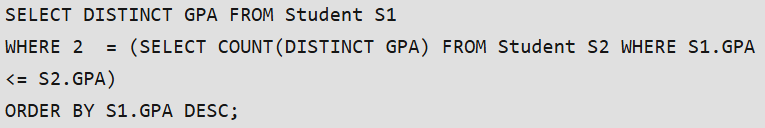 SELECT DISTINCT GPA FROM Student S1
WHERE 2  = (SELECT COUNT(DISTINCT GPA) FROM Student S2 WHERE S1.GPA
<= S2.GPA)
ORDER BY S1.GPA DESC;